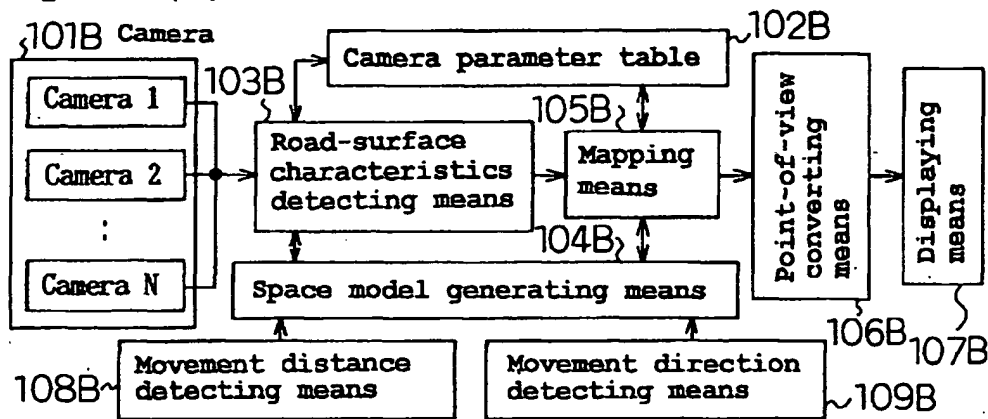 101B Camera
Camera 1
Camera 2
:
Camera N
103B
Road-surface
characteristics
detecting means
102B
Camera parameter table
105B
Mapping
means
104B
Space model generating means
Point-of-view
converting
means
106B
Displaying
means
107B
108B
Movement distance
detecting means
Movement direction
detecting means
109B